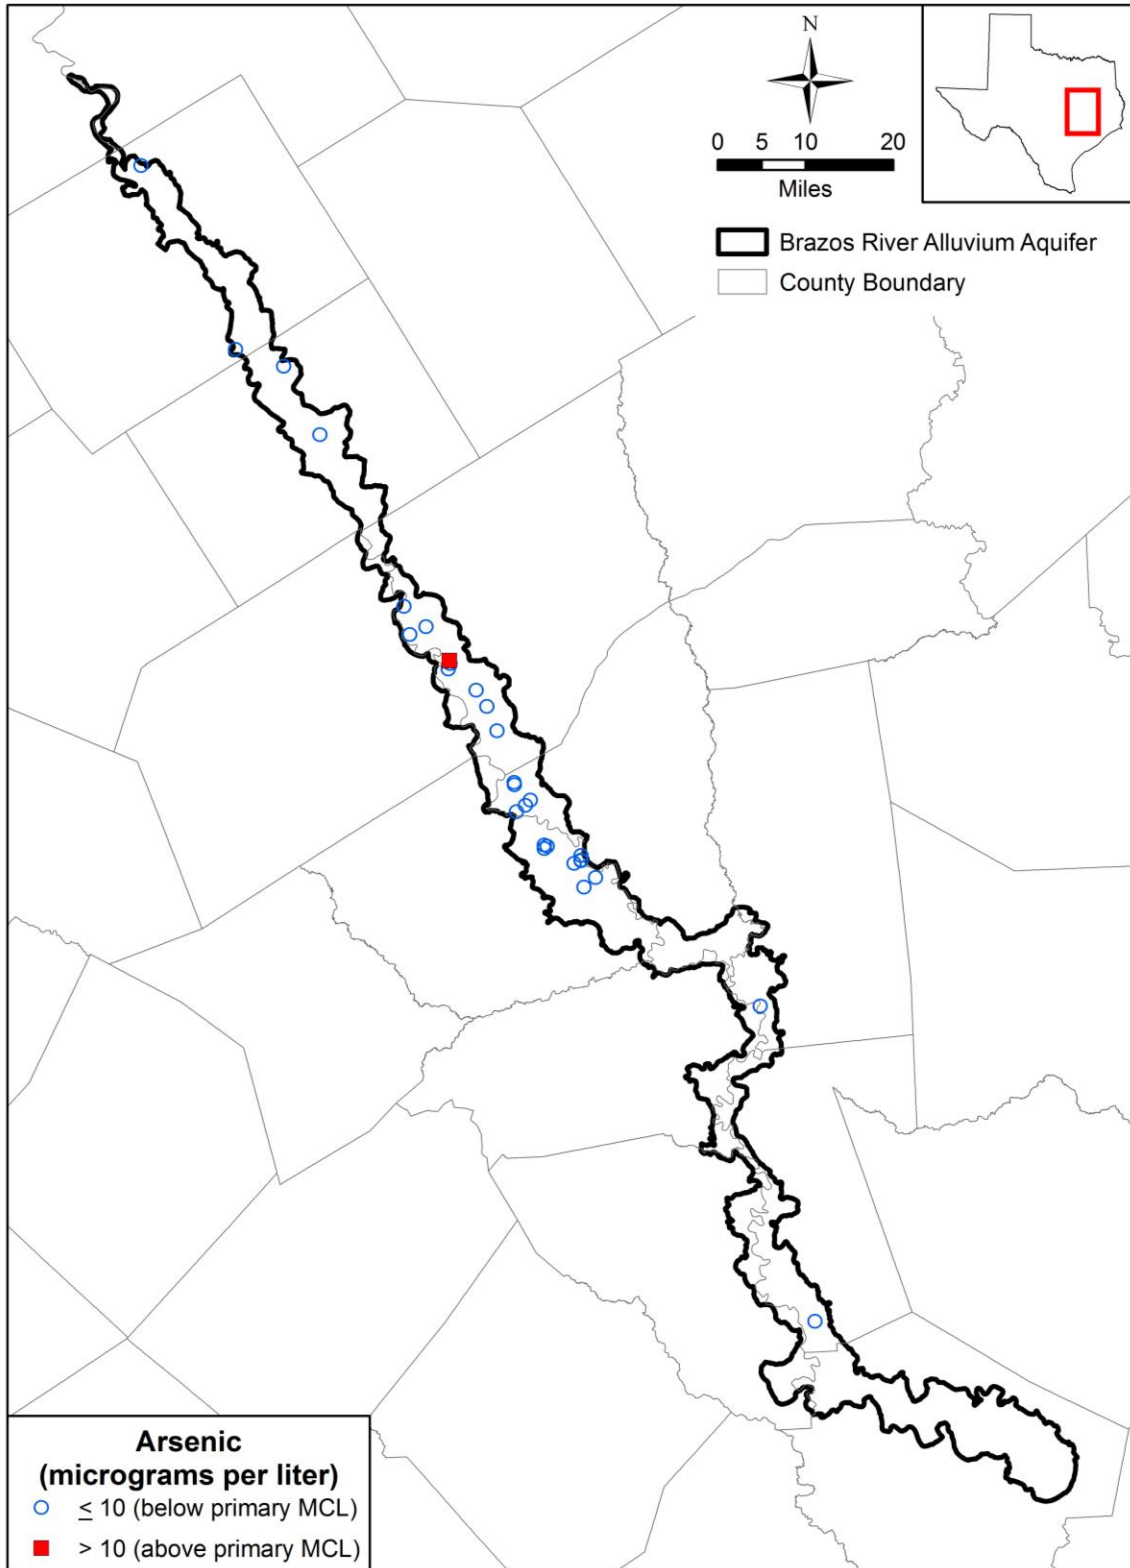 N
0 5 10 20
Miles
Brazos River Alluvium Aquifer
County Boundary
Arsenic
(micrograms per liter)
≤ 10 (below primary MCL)
> 10 (above primary MCL)